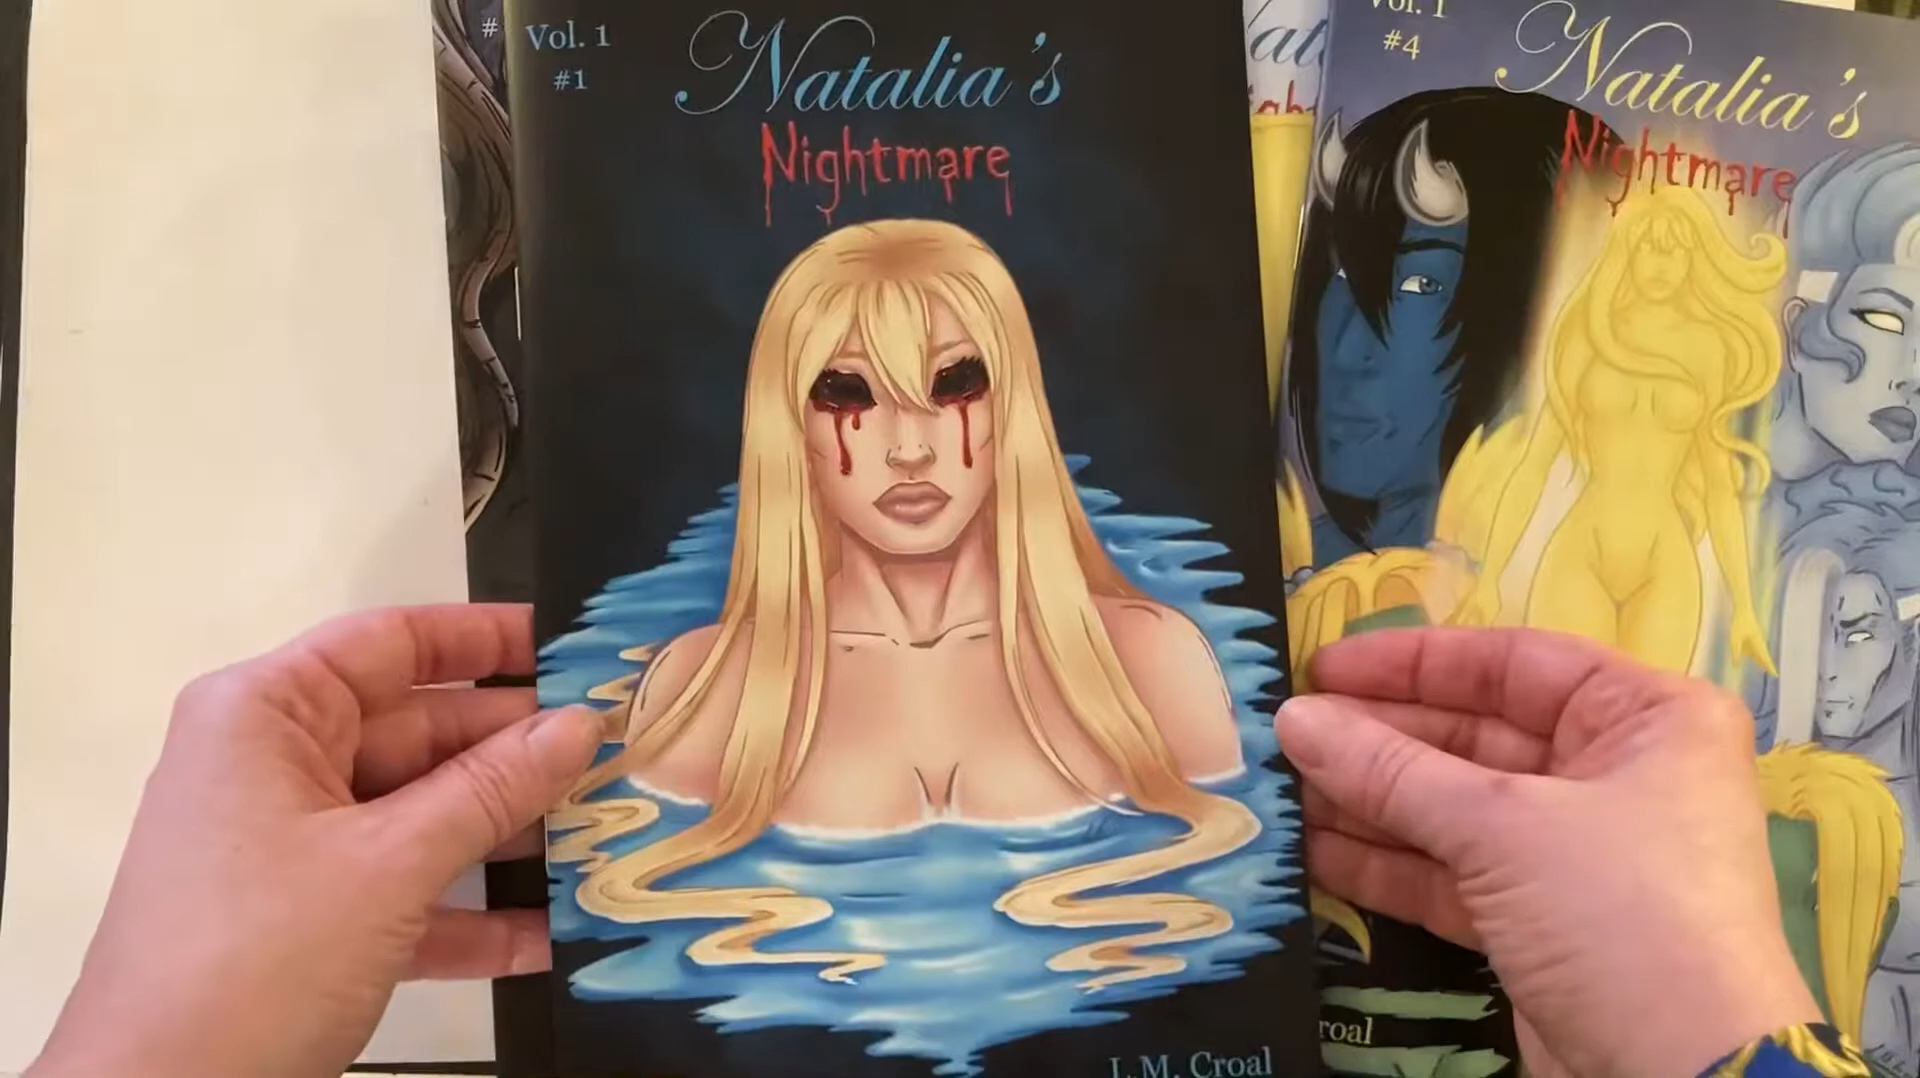 #
Vol. 1
#1
Natalia's
Nightmare
L.M. Croal
Vol. 1
#4
Natalia's
Nightmare
roal